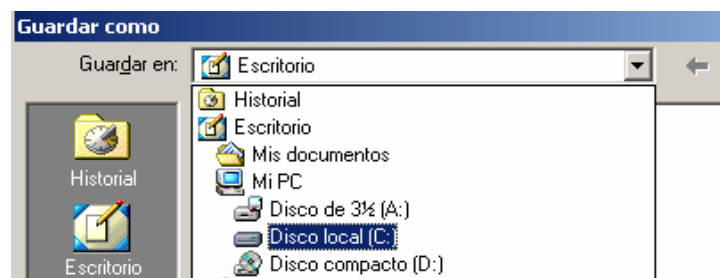 Guardar como
Guardar en: Escritorio
Historial
Escritorio
Mis documentos
Mi PC
Disco de 3½ (A:)
Disco local (C:)
Disco compacto (D:)
Historial
Escritorio